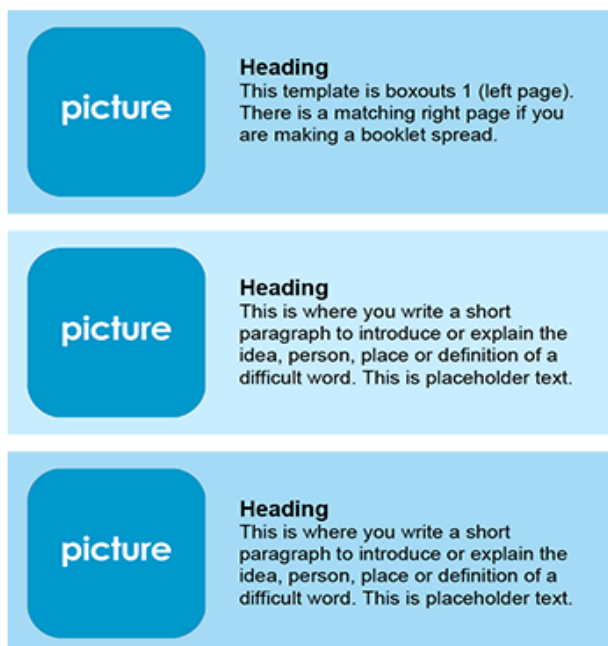 picture
Heading
This template is boxouts 1 (left page).
There is a matching right page if you
are making a booklet spread.
picture
Heading
This is where you write a short
paragraph to introduce or explain the
idea, person, place or definition of a
difficult word. This is placeholder text.
picture
Heading
This is where you write a short
paragraph to introduce or explain the
idea, person, place or definition of a
difficult word. This is placeholder text.